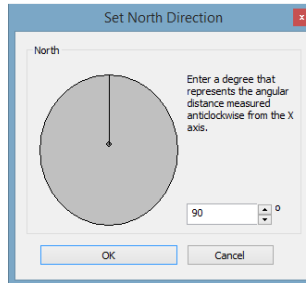 Set North Direction
x
North
Enter a degree that
represents the angular
distance measured
anticlockwise from the X
axis.
90 °
OK Cancel